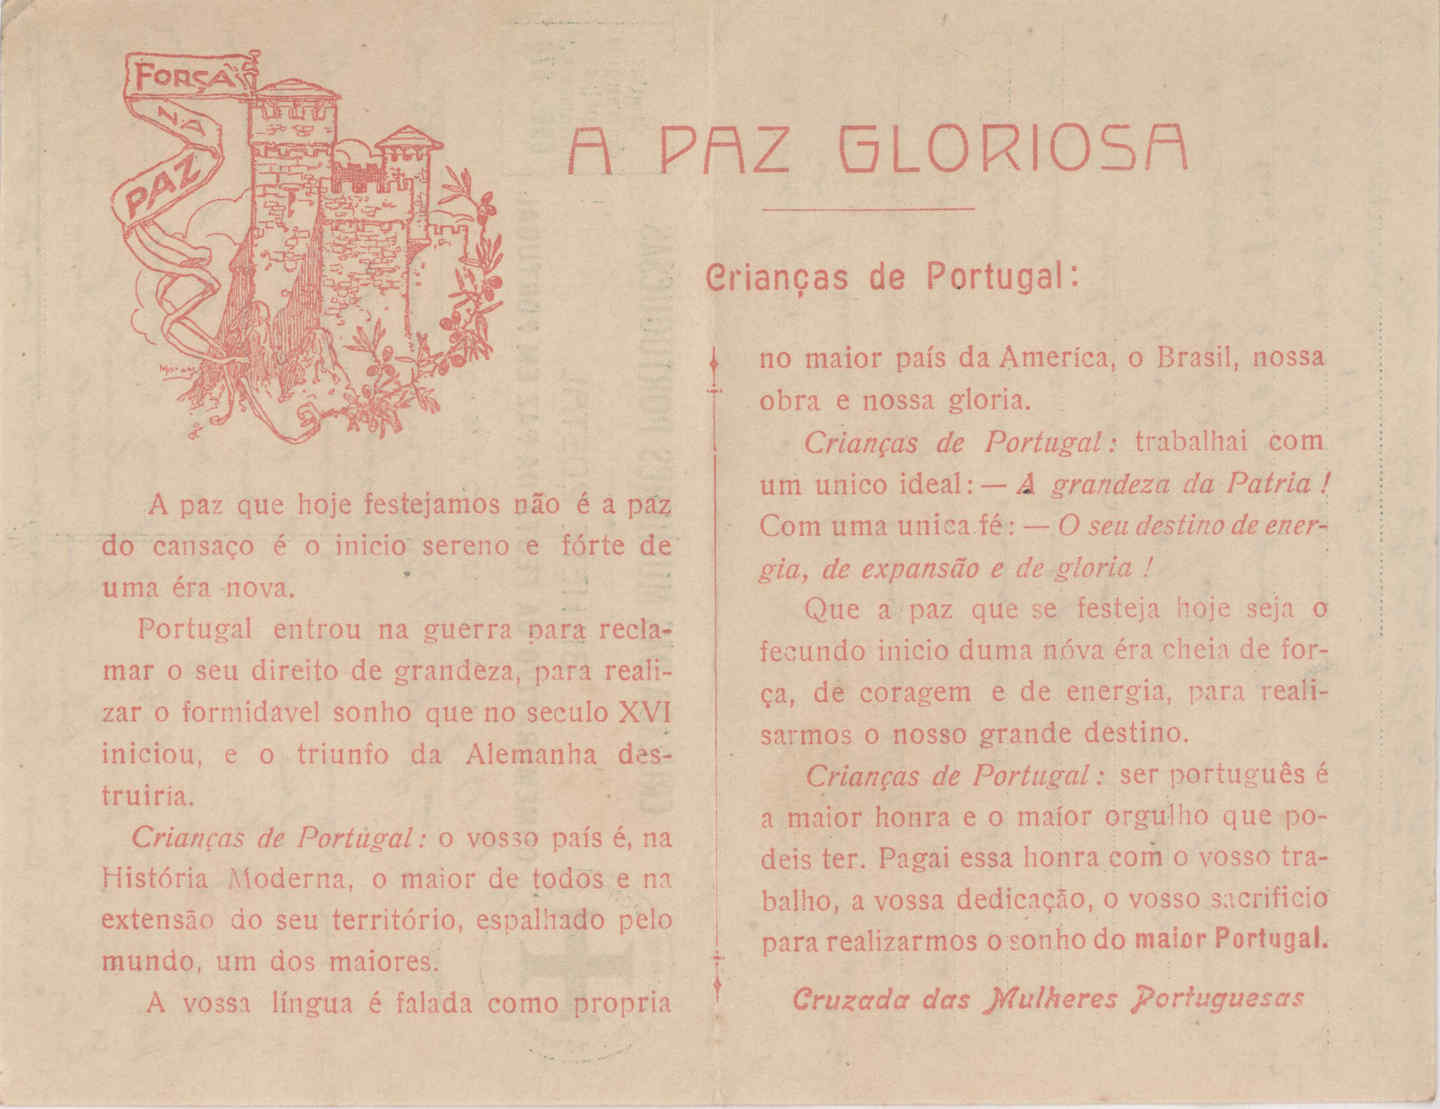 FORÇA
NA
PAZ
A PAZ GLORIOSA
Crianças de Portugal:
A paz que hoje festejamos não é a paz
do cansaço é o inicio sereno e fórte de
uma éra nova.
Portugal entrou na guerra para recla-
mar o seu direito de grandeza, para reali-
zar o formidavel sonho que no seculo XVI
iniciou, e o triunfo da Alemanha des-
truiria.
Crianças de Portugal: o vosso país é, na
História Moderna, o maior de todos e na
extensão do seu território, espalhado pelo
mundo, um dos maiores.
A vossa língua é falada como propria
no maior país da America, o Brasil, nossa
obra e nossa gloria.
Crianças de Portugal: trabalhai com
um unico ideal: — A grandeza da Patria !
Com uma unica fé: — O seu destino de ener-
gia, de expansão e de gloria !
Que a paz que se festeja hoje seja o
fecundo inicio duma nóva éra cheia de for-
ça, de coragem e de energia, para reali-
sarmos o nosso grande destino.
Crianças de Portugal: ser português é
a maior honra e o maior orgulho que po-
deis ter. Pagai essa honra com o vosso tra-
balho, a vossa dedicação, o vosso sacrificio
para realizarmos o sonho do maior Portugal.
Cruzada das Mulheres Portuguesas